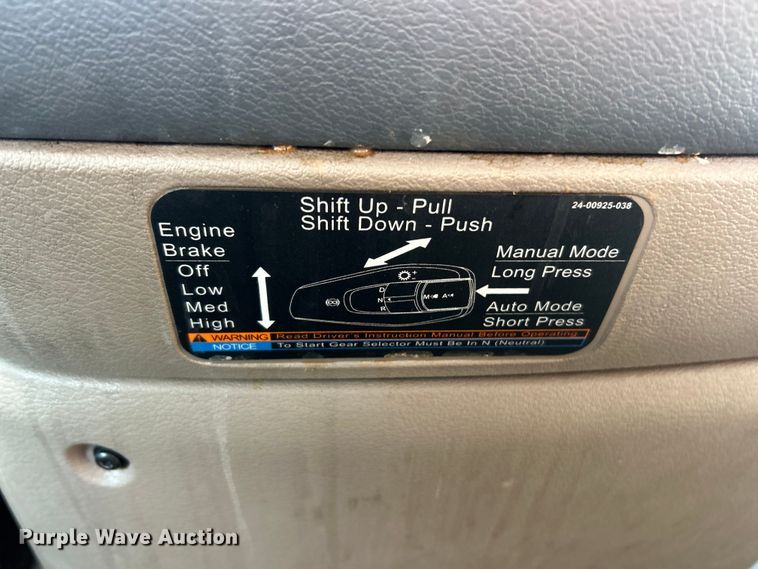 Shift Up - Pull
Shift Down - Push
24-00925-038
Engine
Brake
Off
Low
Med
High
Manual Mode
Long Press
Auto Mode
Short Press
D
N
R
M
A
WARNING Read Driver's Instruction Manual Before Operating
NOTICE To Start Gear Selector Must Be In N (Neutral)
Purple Wave Auction